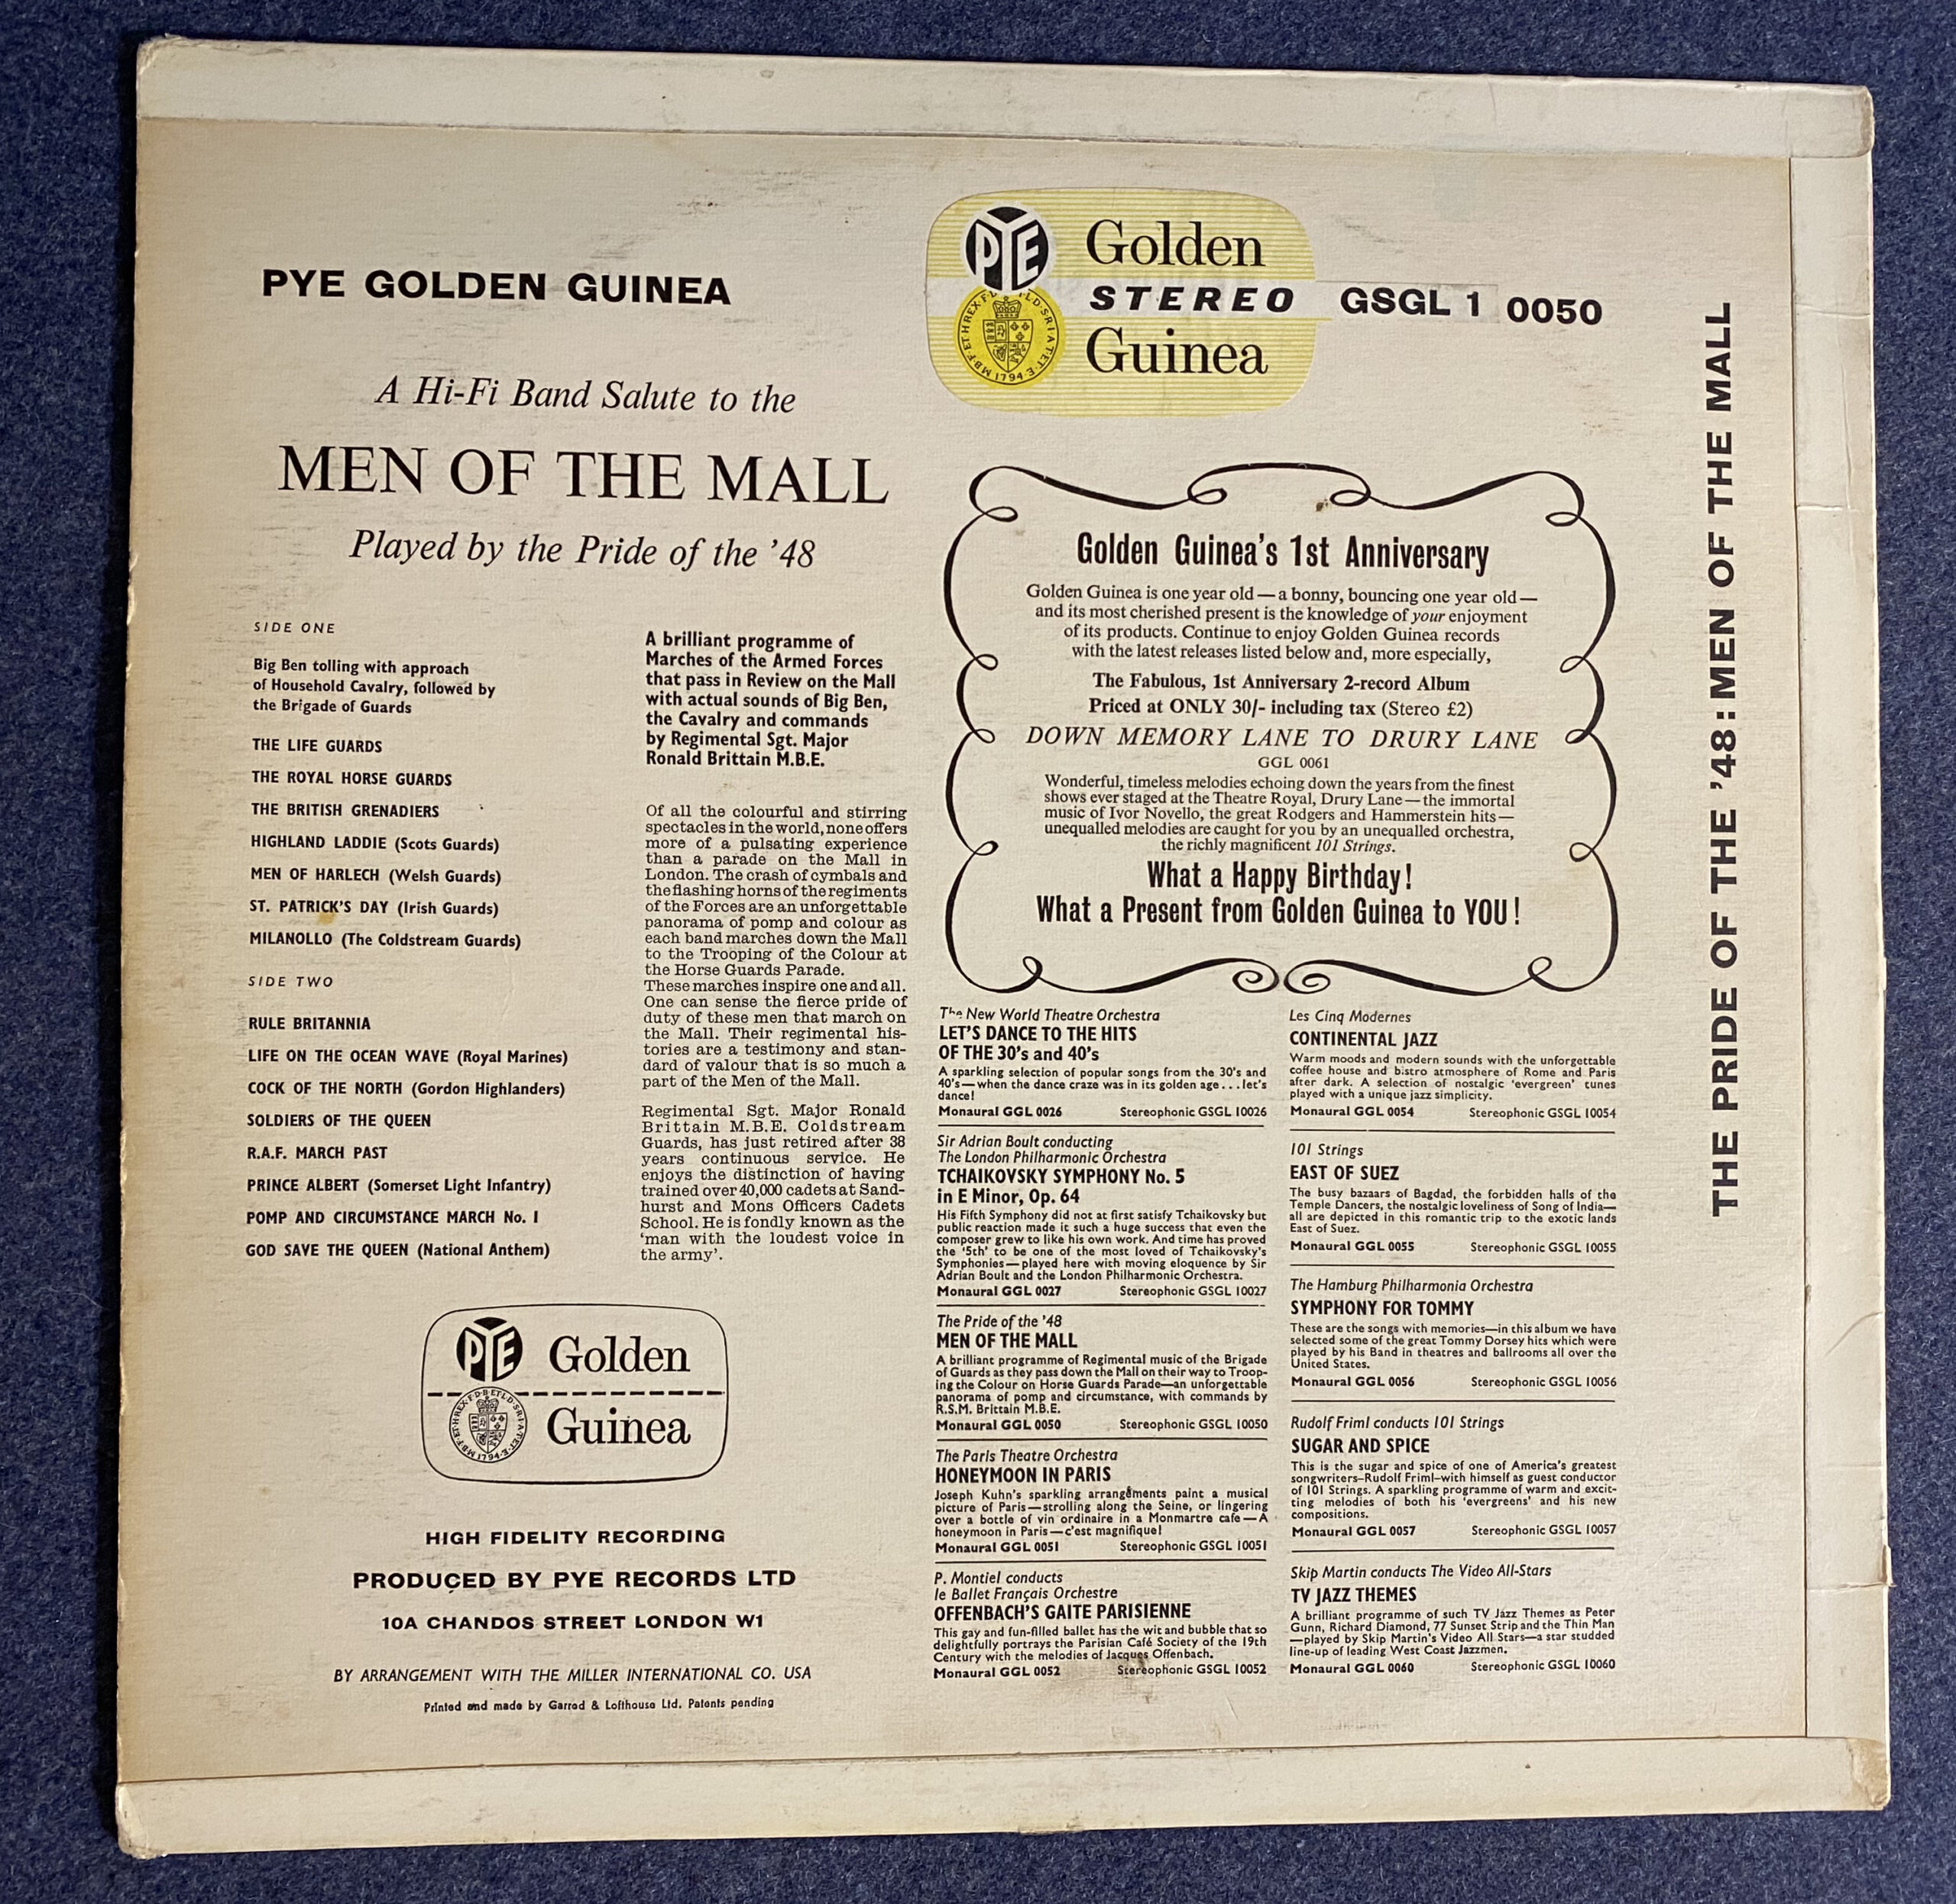 PYE GOLDEN GUINEA
PYE
Golden
STEREO
Guinea
GSGL 1 0050
1794
A Hi-Fi Band Salute to the
MEN OF THE MALL
Played by the Pride of the '48
SIDE ONE
Big Ben tolling with approach
of Household Cavalry, followed by
the Brigade of Guards
THE LIFE GUARDS
THE ROYAL HORSE GUARDS
THE BRITISH GRENADIERS
HIGHLAND LADDIE (Scots Guards)
MEN OF HARLECH (Welsh Guards)
ST. PATRICK'S DAY (Irish Guards)
MILANOLLO (The Coldstream Guards)
SIDE TWO
RULE BRITANNIA
LIFE ON THE OCEAN WAVE (Royal Marines)
COCK OF THE NORTH (Gordon Highlanders)
SOLDIERS OF THE QUEEN
R.A.F. MARCH PAST
PRINCE ALBERT (Somerset Light Infantry)
POMP AND CIRCUMSTANCE MARCH No. 1
GOD SAVE THE QUEEN (National Anthem)
A brilliant programme of
Marches of the Armed Forces
that pass in Review on the Mall
with actual sounds of Big Ben,
the Cavalry and commands
by Regimental Sgt. Major
Ronald Brittain M.B.E.
Of all the colourful and stirring
spectacles in the world, none offers
more of a pulsating experience
than a parade on the Mall in
London. The crash of cymbals and
the flashing horns of the regiments
of the Forces are an unforgettable
panorama of pomp and colour as
each band marches down the Mall
to the Trooping of the Colour at
the Horse Guards Parade.
These marches inspire one and all.
One can sense the fierce pride of
duty of these men that march on
the Mall. Their regimental his-
tories are a testimony and stan-
dard of valour that is so much a
part of the Men of the Mall.
Regimental Sgt. Major Ronald
Brittain M.B.E. Coldstream
Guards, has just retired after 38
years continuous service. He
enjoys the distinction of having
trained over 40,000 cadets at Sand-
hurst and Mons Officers Cadets
School. He is fondly known as the
'man with the loudest voice in
the army'.
PYE
Golden
Guinea
1794
HIGH FIDELITY RECORDING
PRODUCED BY PYE RECORDS LTD
10A CHANDOS STREET LONDON W1
BY ARRANGEMENT WITH THE MILLER INTERNATIONAL CO. USA
Printed and made by Garrod & Lofthouse Ltd. Patents pending
Golden Guinea's 1st Anniversary
Golden Guinea is one year old — a bonny, bouncing one year old —
and its most cherished present is the knowledge of your enjoyment
of its products. Continue to enjoy Golden Guinea records
with the latest releases listed below and, more especially,
The Fabulous, 1st Anniversary 2-record Album
Priced at ONLY 30/- including tax (Stereo £2)
DOWN MEMORY LANE TO DRURY LANE
GGL 0061
Wonderful, timeless melodies echoing down the years from the finest
shows ever staged at the Theatre Royal, Drury Lane — the immortal
music of Ivor Novello, the great Rodgers and Hammerstein hits —
unequalled melodies are caught for you by an unequalled orchestra,
the richly magnificent 101 Strings.
What a Happy Birthday!
What a Present from Golden Guinea to YOU!
The New World Theatre Orchestra
LET'S DANCE TO THE HITS
OF THE 30's and 40's
A sparkling selection of popular songs from the 30's and
40's — when the dance craze was in its golden age . . . let's
dance!
Monaural GGL 0026 Stereophonic GSGL 10026
Sir Adrian Boult conducting
The London Philharmonic Orchestra
TCHAIKOVSKY SYMPHONY No. 5
in E Minor, Op. 64
His Fifth Symphony did not at first satisfy Tchaikovsky but
public reaction made it such a huge success that even the
composer grew to like his own work. And time has proved
the '5th' to be one of the most loved of Tchaikovsky's
Symphonies — played here with moving eloquence by Sir
Adrian Boult and the London Philharmonic Orchestra.
Monaural GGL 0027 Stereophonic GSGL 10027
The Pride of the '48
MEN OF THE MALL
A brilliant programme of Regimental music of the Brigade
of Guards as they pass down the Mall on their way to Troop-
ing the Colour on Horse Guards Parade—an unforgettable
panorama of pomp and circumstance, with commands by
R.S.M. Brittain M.B.E.
Monaural GGL 0050 Stereophonic GSGL 10050
The Paris Theatre Orchestra
HONEYMOON IN PARIS
Joseph Kuhn's sparkling arrangements paint a musical
picture of Paris — strolling along the Seine, or lingering
over a bottle of vin ordinaire in a Monmartre cafe — A
honeymoon in Paris — c'est magnifique!
Monaural GGL 0051 Stereophonic GSGL 10051
P. Montiel conducts
le Ballet Français Orchestre
OFFENBACH'S GAITE PARISIENNE
This gay and fun-filled ballet has the wit and bubble that so
delightfully portrays the Parisian Café Society of the 19th
Century with the melodies of Jacques Offenbach.
Monaural GGL 0052 Stereophonic GSGL 10052
Les Cinq Modernes
CONTINENTAL JAZZ
Warm moods and modern sounds with the unforgettable
coffee house and bistro atmosphere of Rome and Paris
after dark. A selection of nostalgic 'evergreen' tunes
played with a unique jazz simplicity.
Monaural GGL 0054 Stereophonic GSGL 10054
101 Strings
EAST OF SUEZ
The busy bazaars of Bagdad, the forbidden halls of the
Temple Dancers, the nostalgic loveliness of Song of India—
all are depicted in this romantic trip to the exotic lands
East of Suez.
Monaural GGL 0055 Stereophonic GSGL 10055
The Hamburg Philharmonia Orchestra
SYMPHONY FOR TOMMY
These are the songs with memories—in this album we have
selected some of the great Tommy Dorsey hits which were
played by his Band in theatres and ballrooms all over the
United States.
Monaural GGL 0056 Stereophonic GSGL 10056
Rudolf Friml conducts 101 Strings
SUGAR AND SPICE
This is the sugar and spice of one of America's greatest
songwriters–Rudolf Friml–with himself as guest conductor
of 101 Strings. A sparkling programme of warm and excit-
ting melodies of both his 'evergreens' and his new
compositions.
Monaural GGL 0057 Stereophonic GSGL 10057
Skip Martin conducts The Video All-Stars
TV JAZZ THEMES
A brilliant programme of such TV Jazz Themes as Peter
Gunn, Richard Diamond, 77 Sunset Strip and the Thin Man
—played by Skip Martin's Video All Stars—a star studded
line-up of leading West Coast Jazzmen.
Monaural GGL 0060 Stereophonic GSGL 10060
THE PRIDE OF THE '48: MEN OF THE MALL